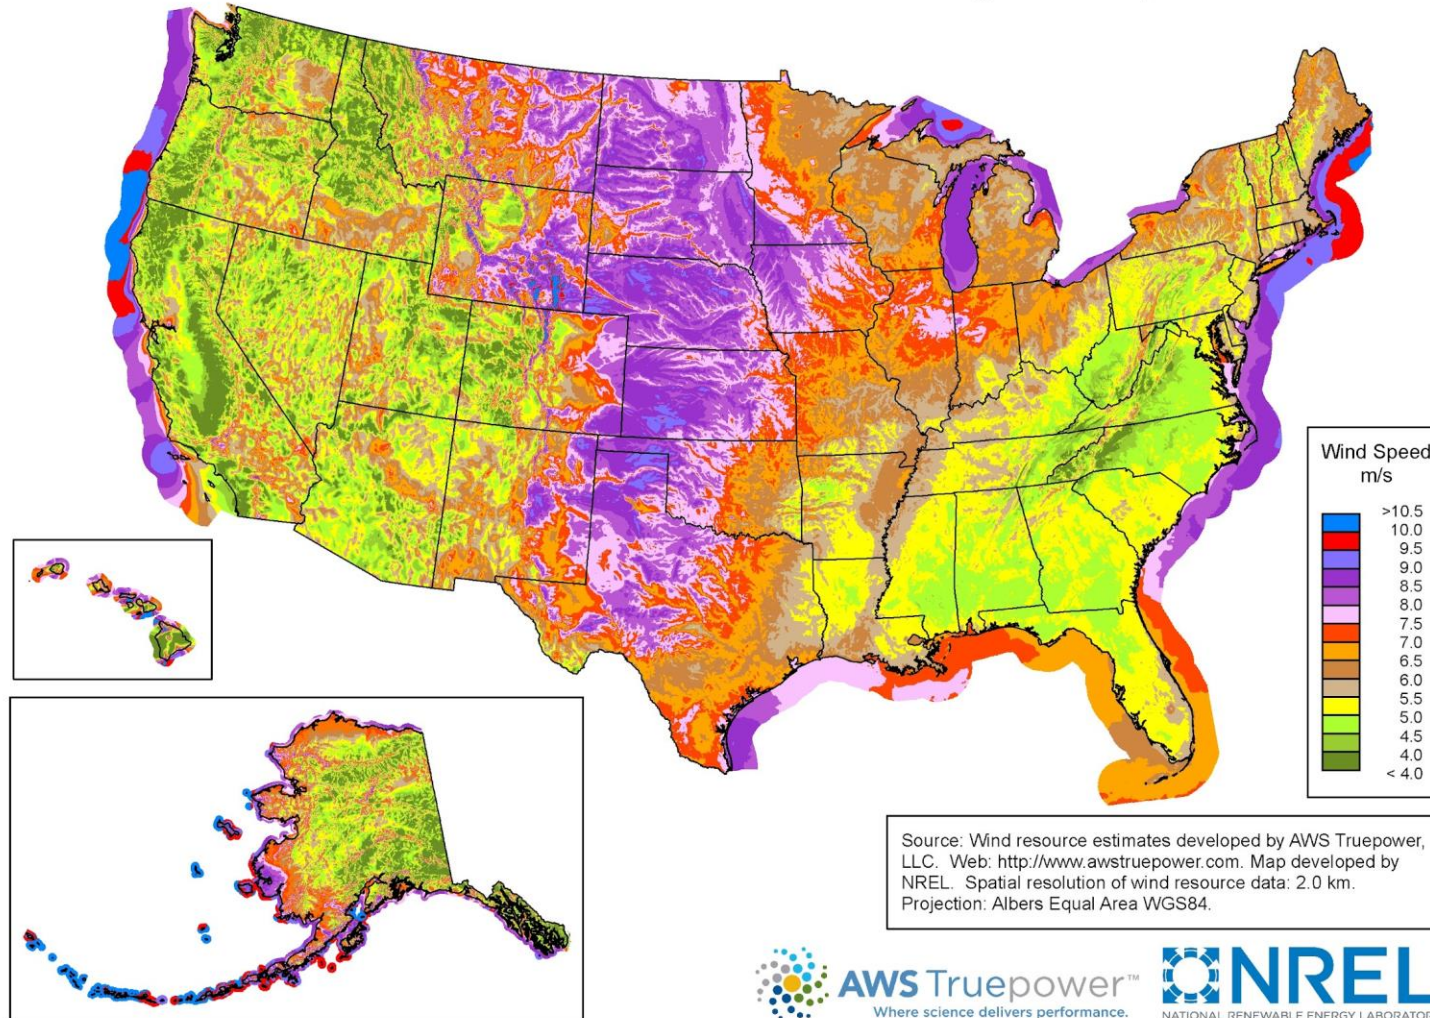 Wind Speed
m/s
>10.5
10.0
9.5
9.0
8.5
8.0
7.5
7.0
6.5
6.0
5.5
5.0
4.5
4.0
< 4.0
Source: Wind resource estimates developed by AWS Truepower,
LLC. Web: http://www.awstruepower.com. Map developed by
NREL. Spatial resolution of wind resource data: 2.0 km.
Projection: Albers Equal Area WGS84.
AWS Truepower™
Where science delivers performance.
NREL
NATIONAL RENEWABLE ENERGY LABORATOR